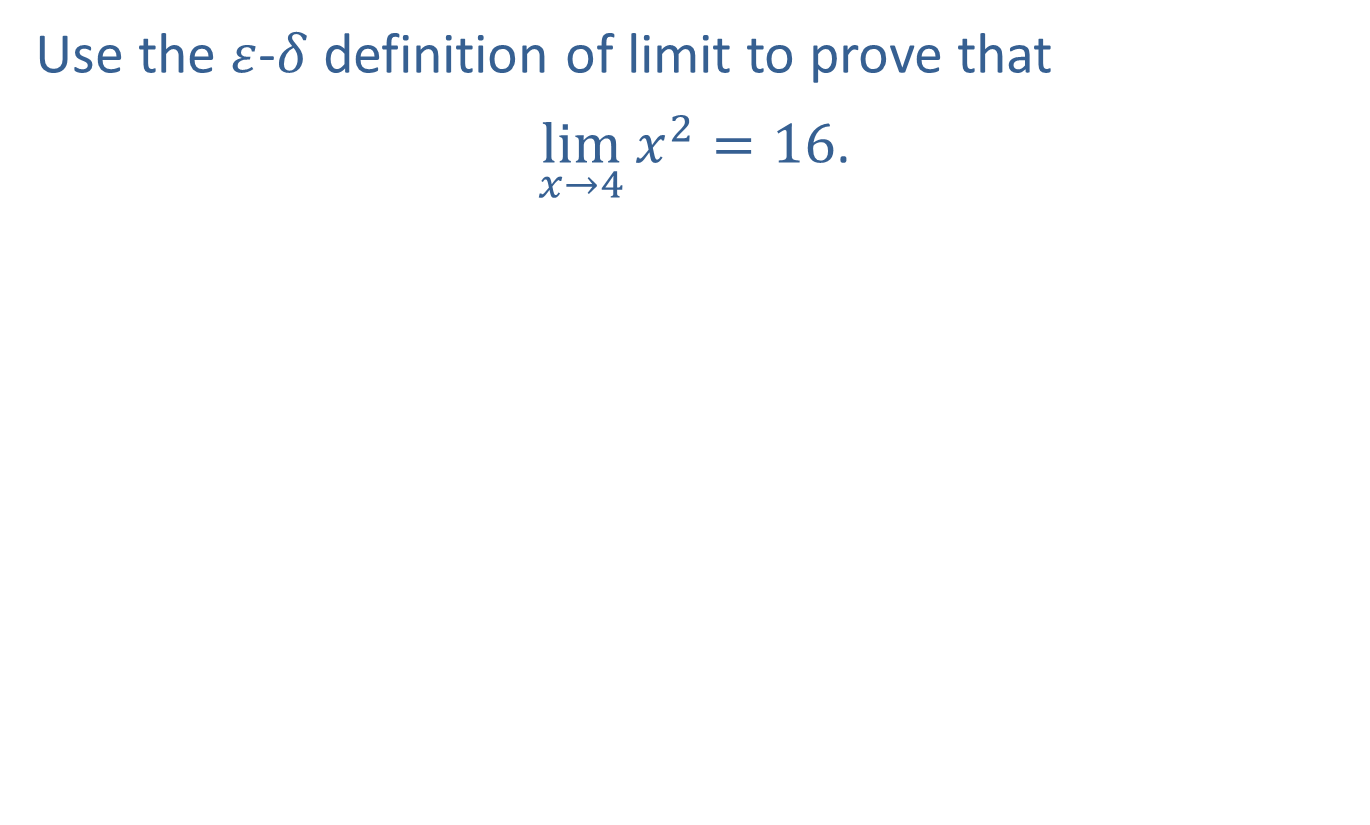 Use the ε-δ definition of limit to prove that
lim x² = 16.
x→4